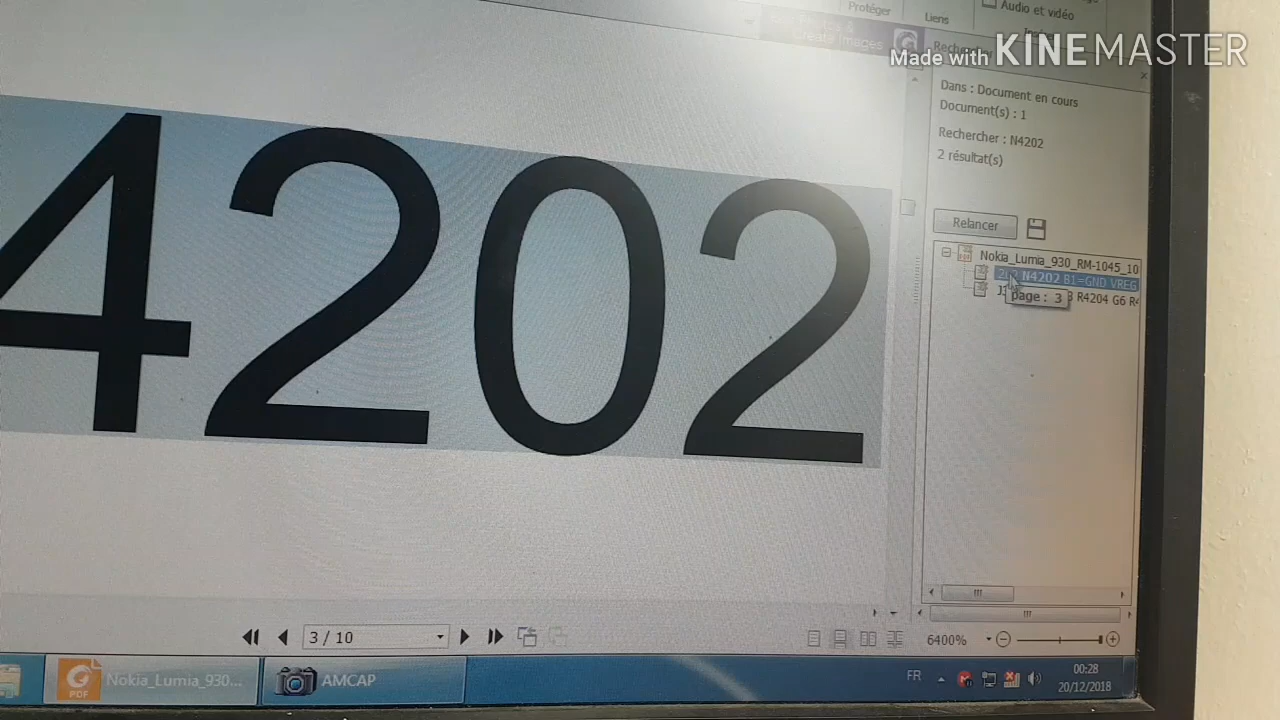 Protéger
Liens
Audio et vidéo
Made with KINEMASTER
Dans : Document en cours
Document(s) : 1
Rechercher : N4202
2 résultat(s)
Relancer
Nokia_Lumia_930_RM-1045_10
N4202 B1=GND VREG
page : 3
R4204 G6 R4
4202
3 / 10
6400%
Nokia_Lumia_930...
PDF
AMCAP
FR
00:28
20/12/2018